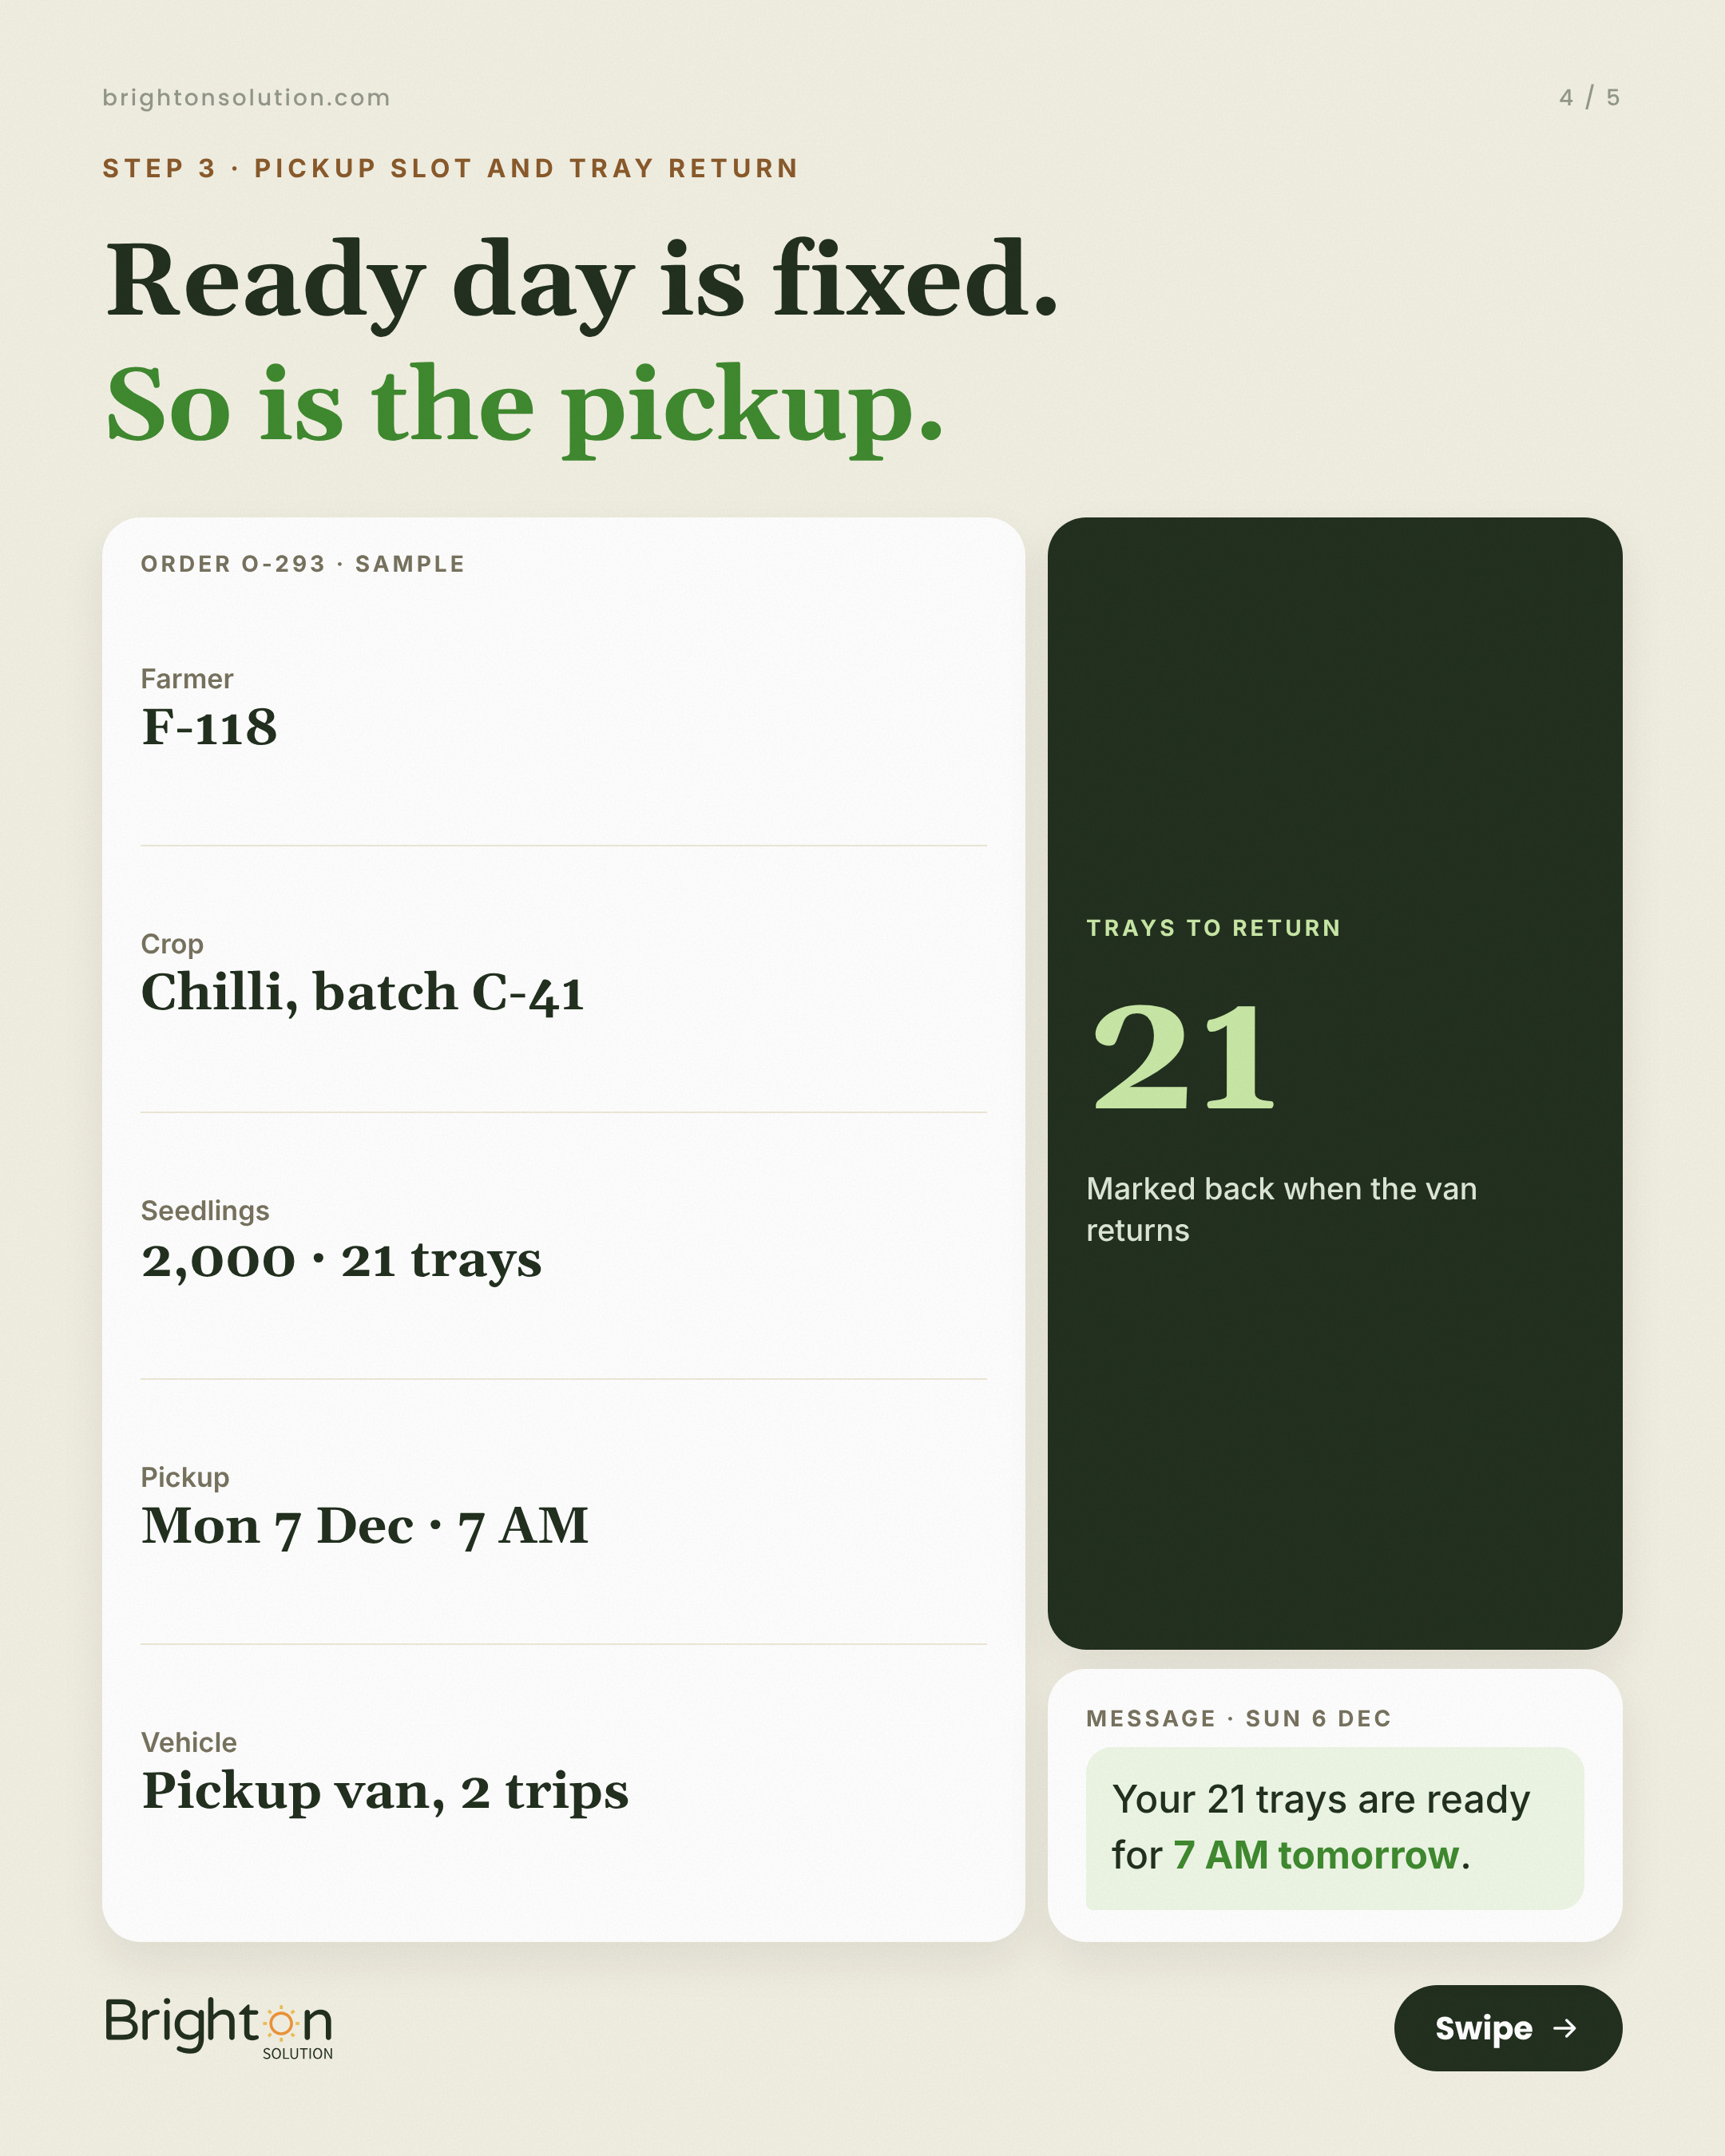 brightonsolution.com
4 / 5
STEP 3 · PICKUP SLOT AND TRAY RETURN
Ready day is fixed.
So is the pickup.
ORDER O-293 · SAMPLE
Farmer
F-118
Crop
Chilli, batch C-41
Seedlings
2,000 · 21 trays
Pickup
Mon 7 Dec · 7 AM
Vehicle
Pickup van, 2 trips
TRAYS TO RETURN
21
Marked back when the van
returns
MESSAGE · SUN 6 DEC
Your 21 trays are ready
for 7 AM tomorrow.
Brighton
SOLUTION
Swipe →